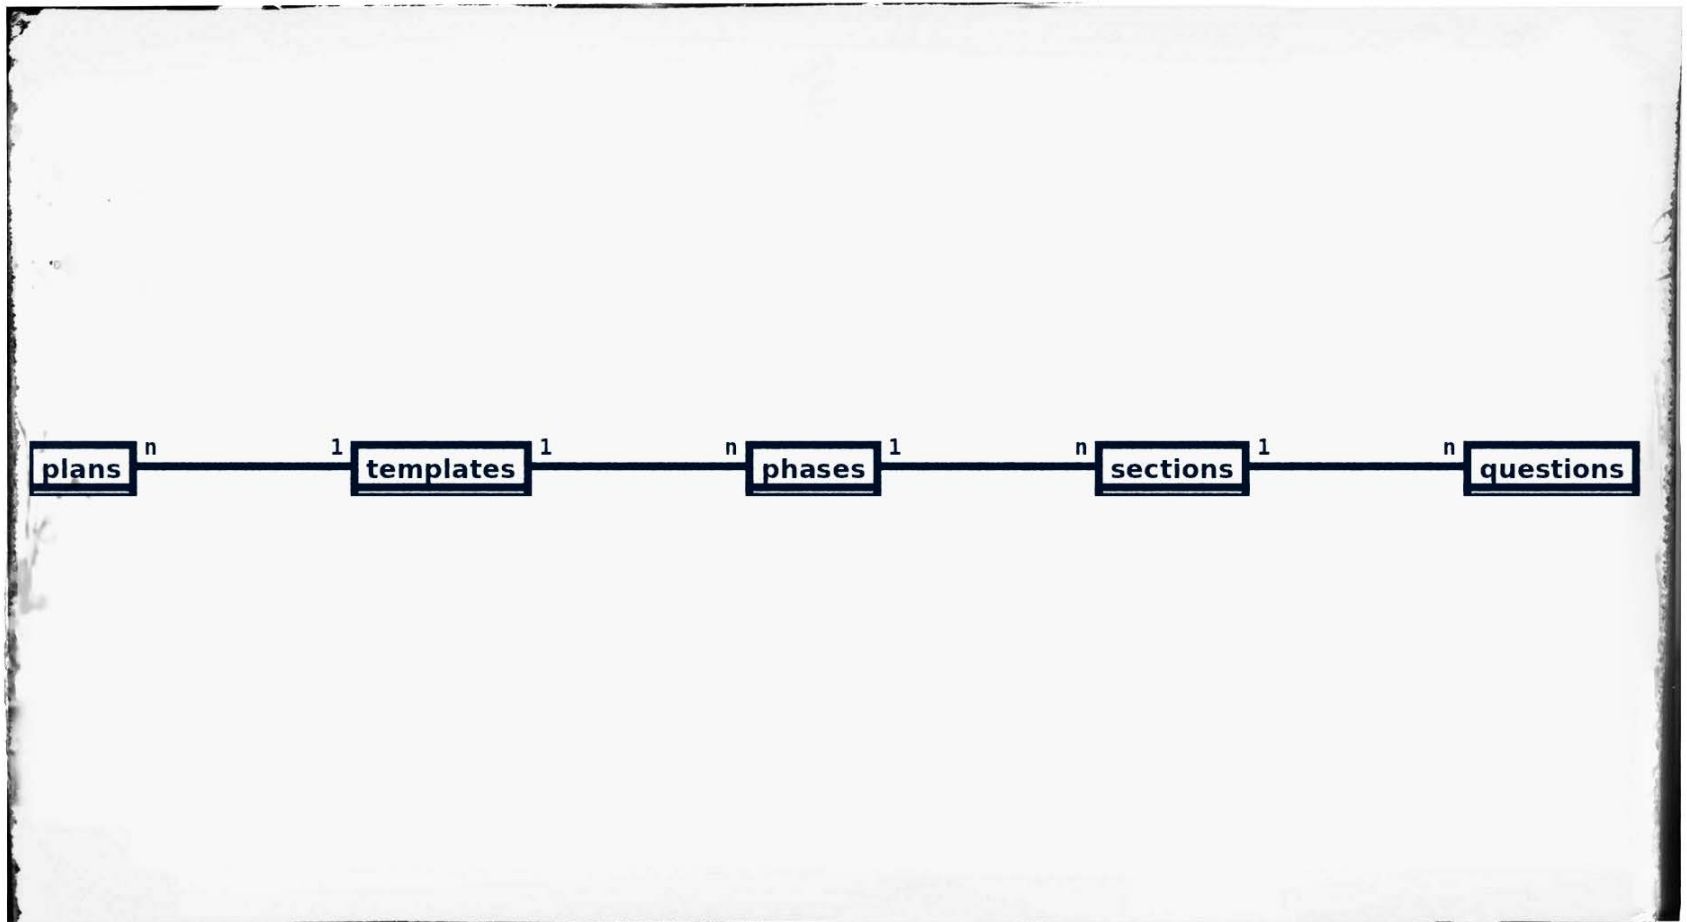 n 1 1 n 1 n 1 n
plans templates phases sections questions